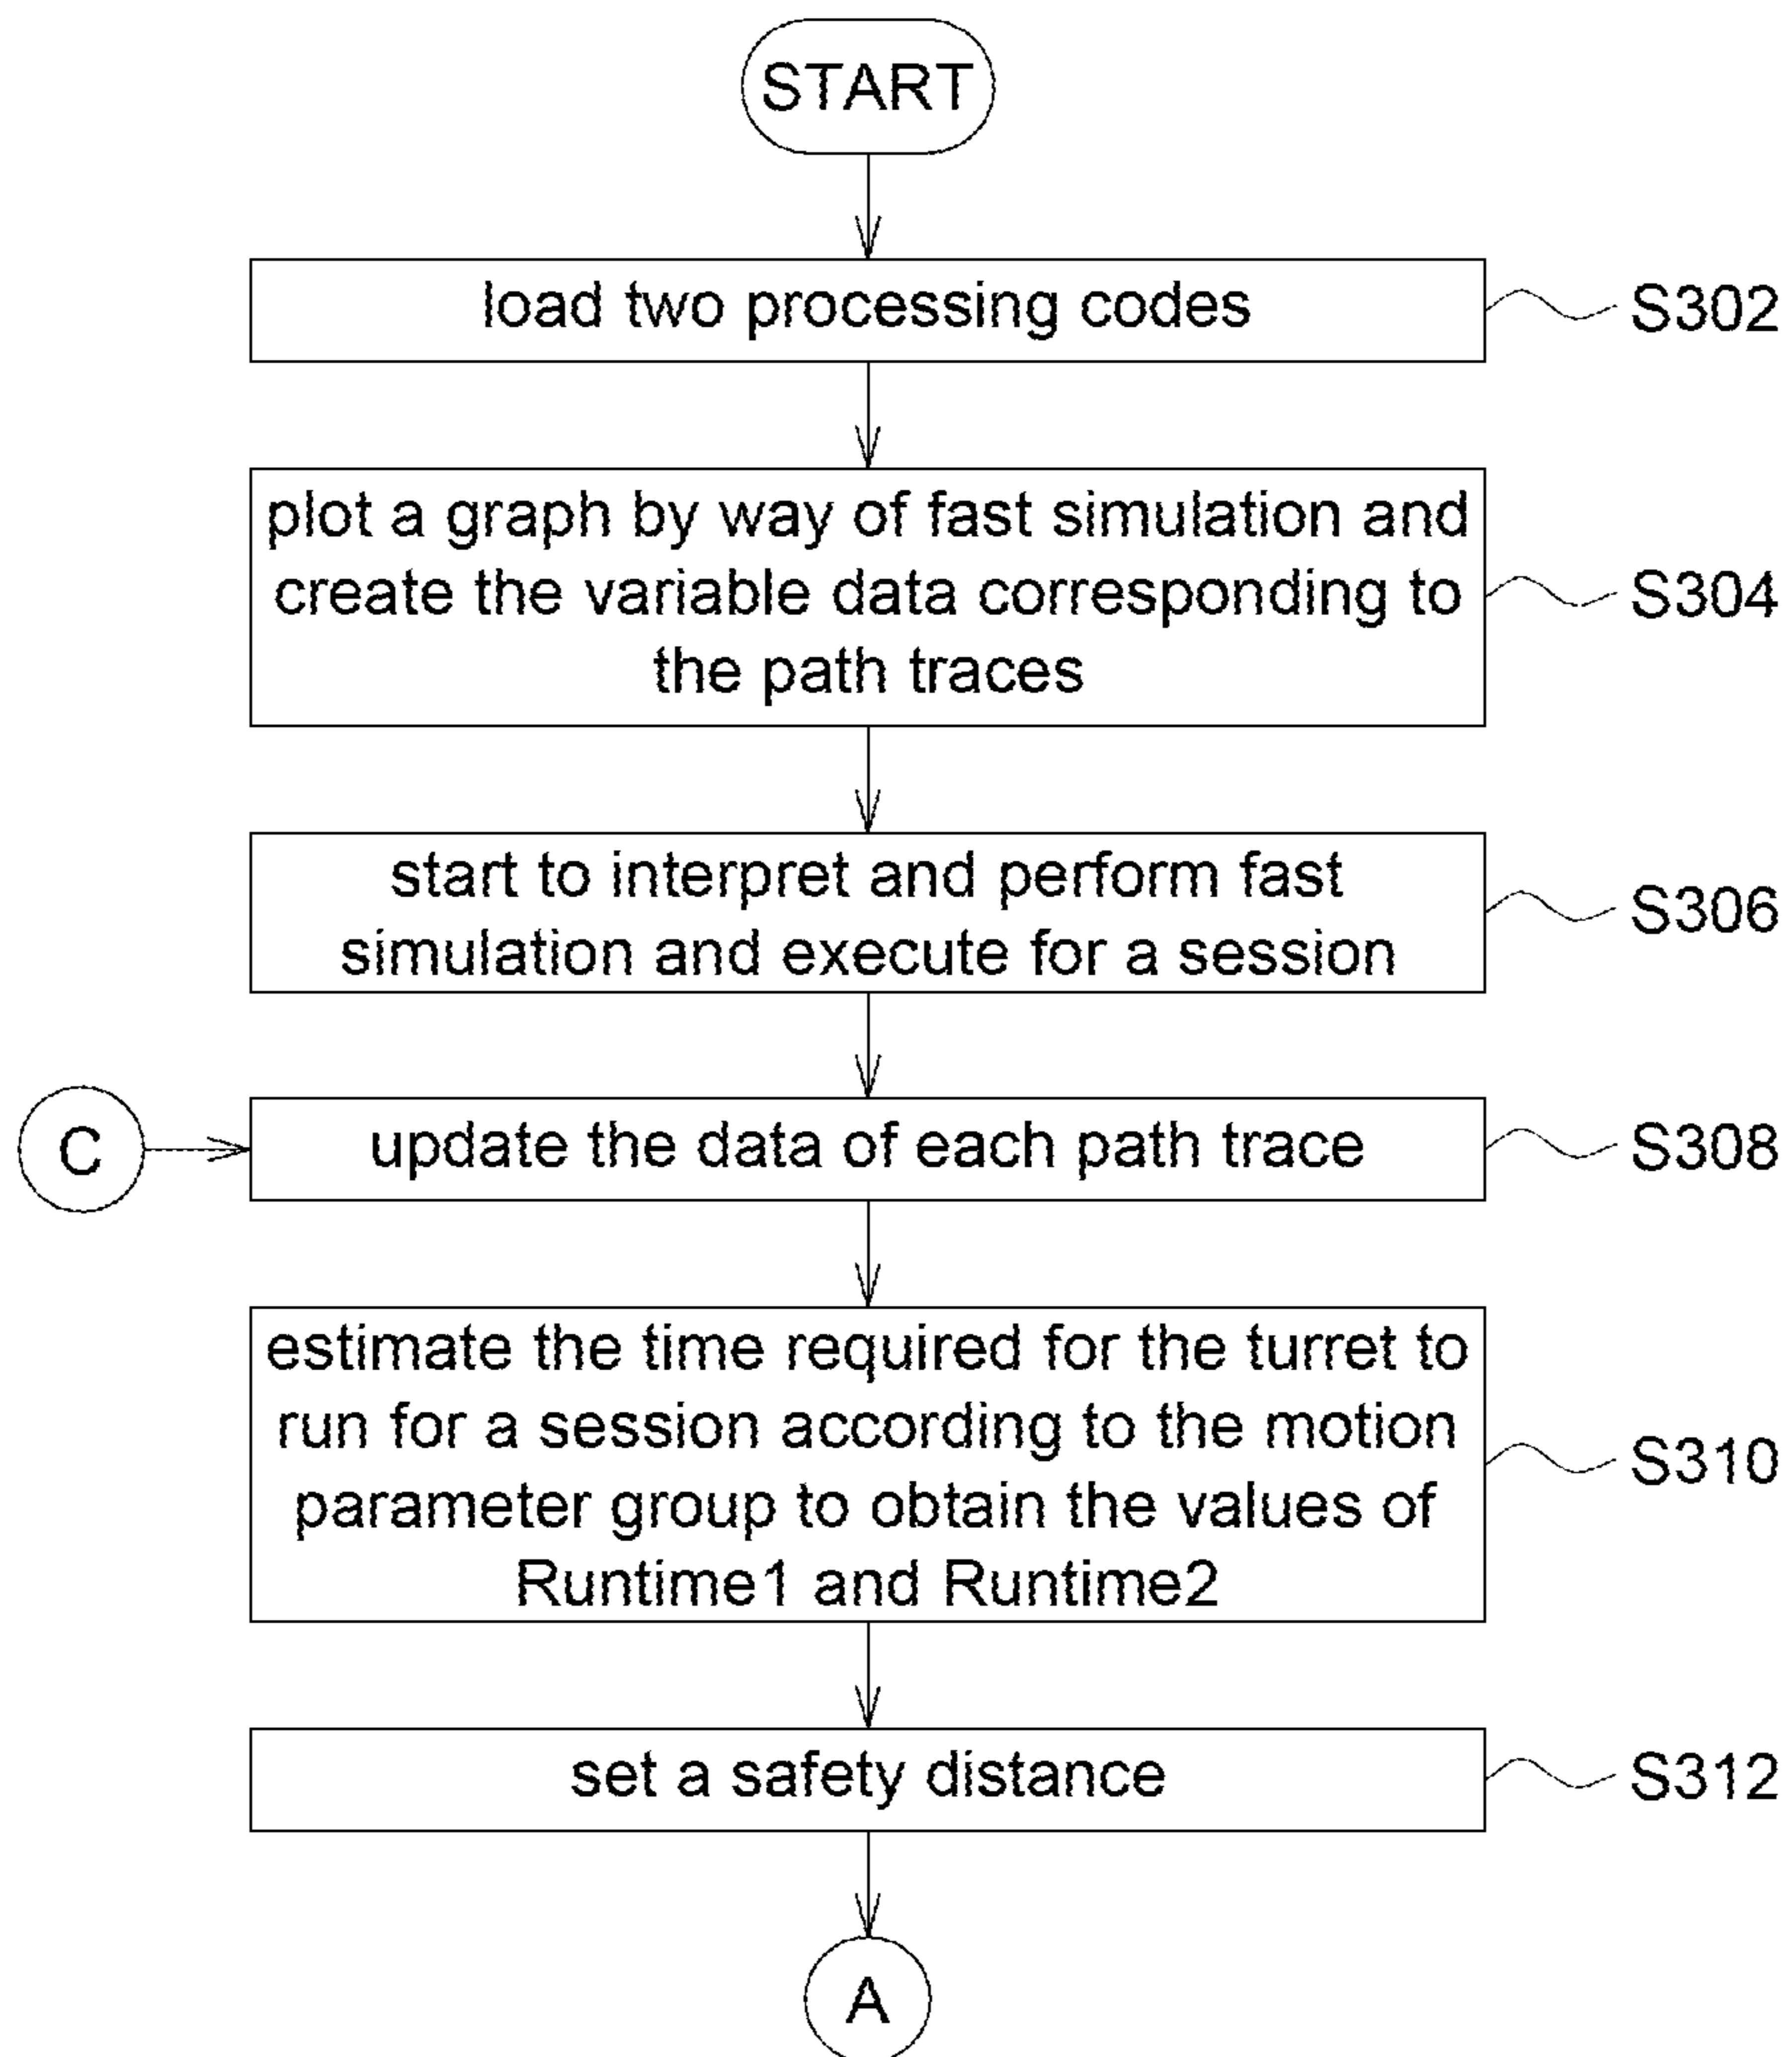 START
load two processing codes
S302
plot a graph by way of fast simulation and
create the variable data corresponding to
the path traces
S304
start to interpret and perform fast
simulation and execute for a session
S306
C
update the data of each path trace
S308
estimate the time required for the turret to
run for a session according to the motion
parameter group to obtain the values of
Runtime1 and Runtime2
S310
set a safety distance
S312
A